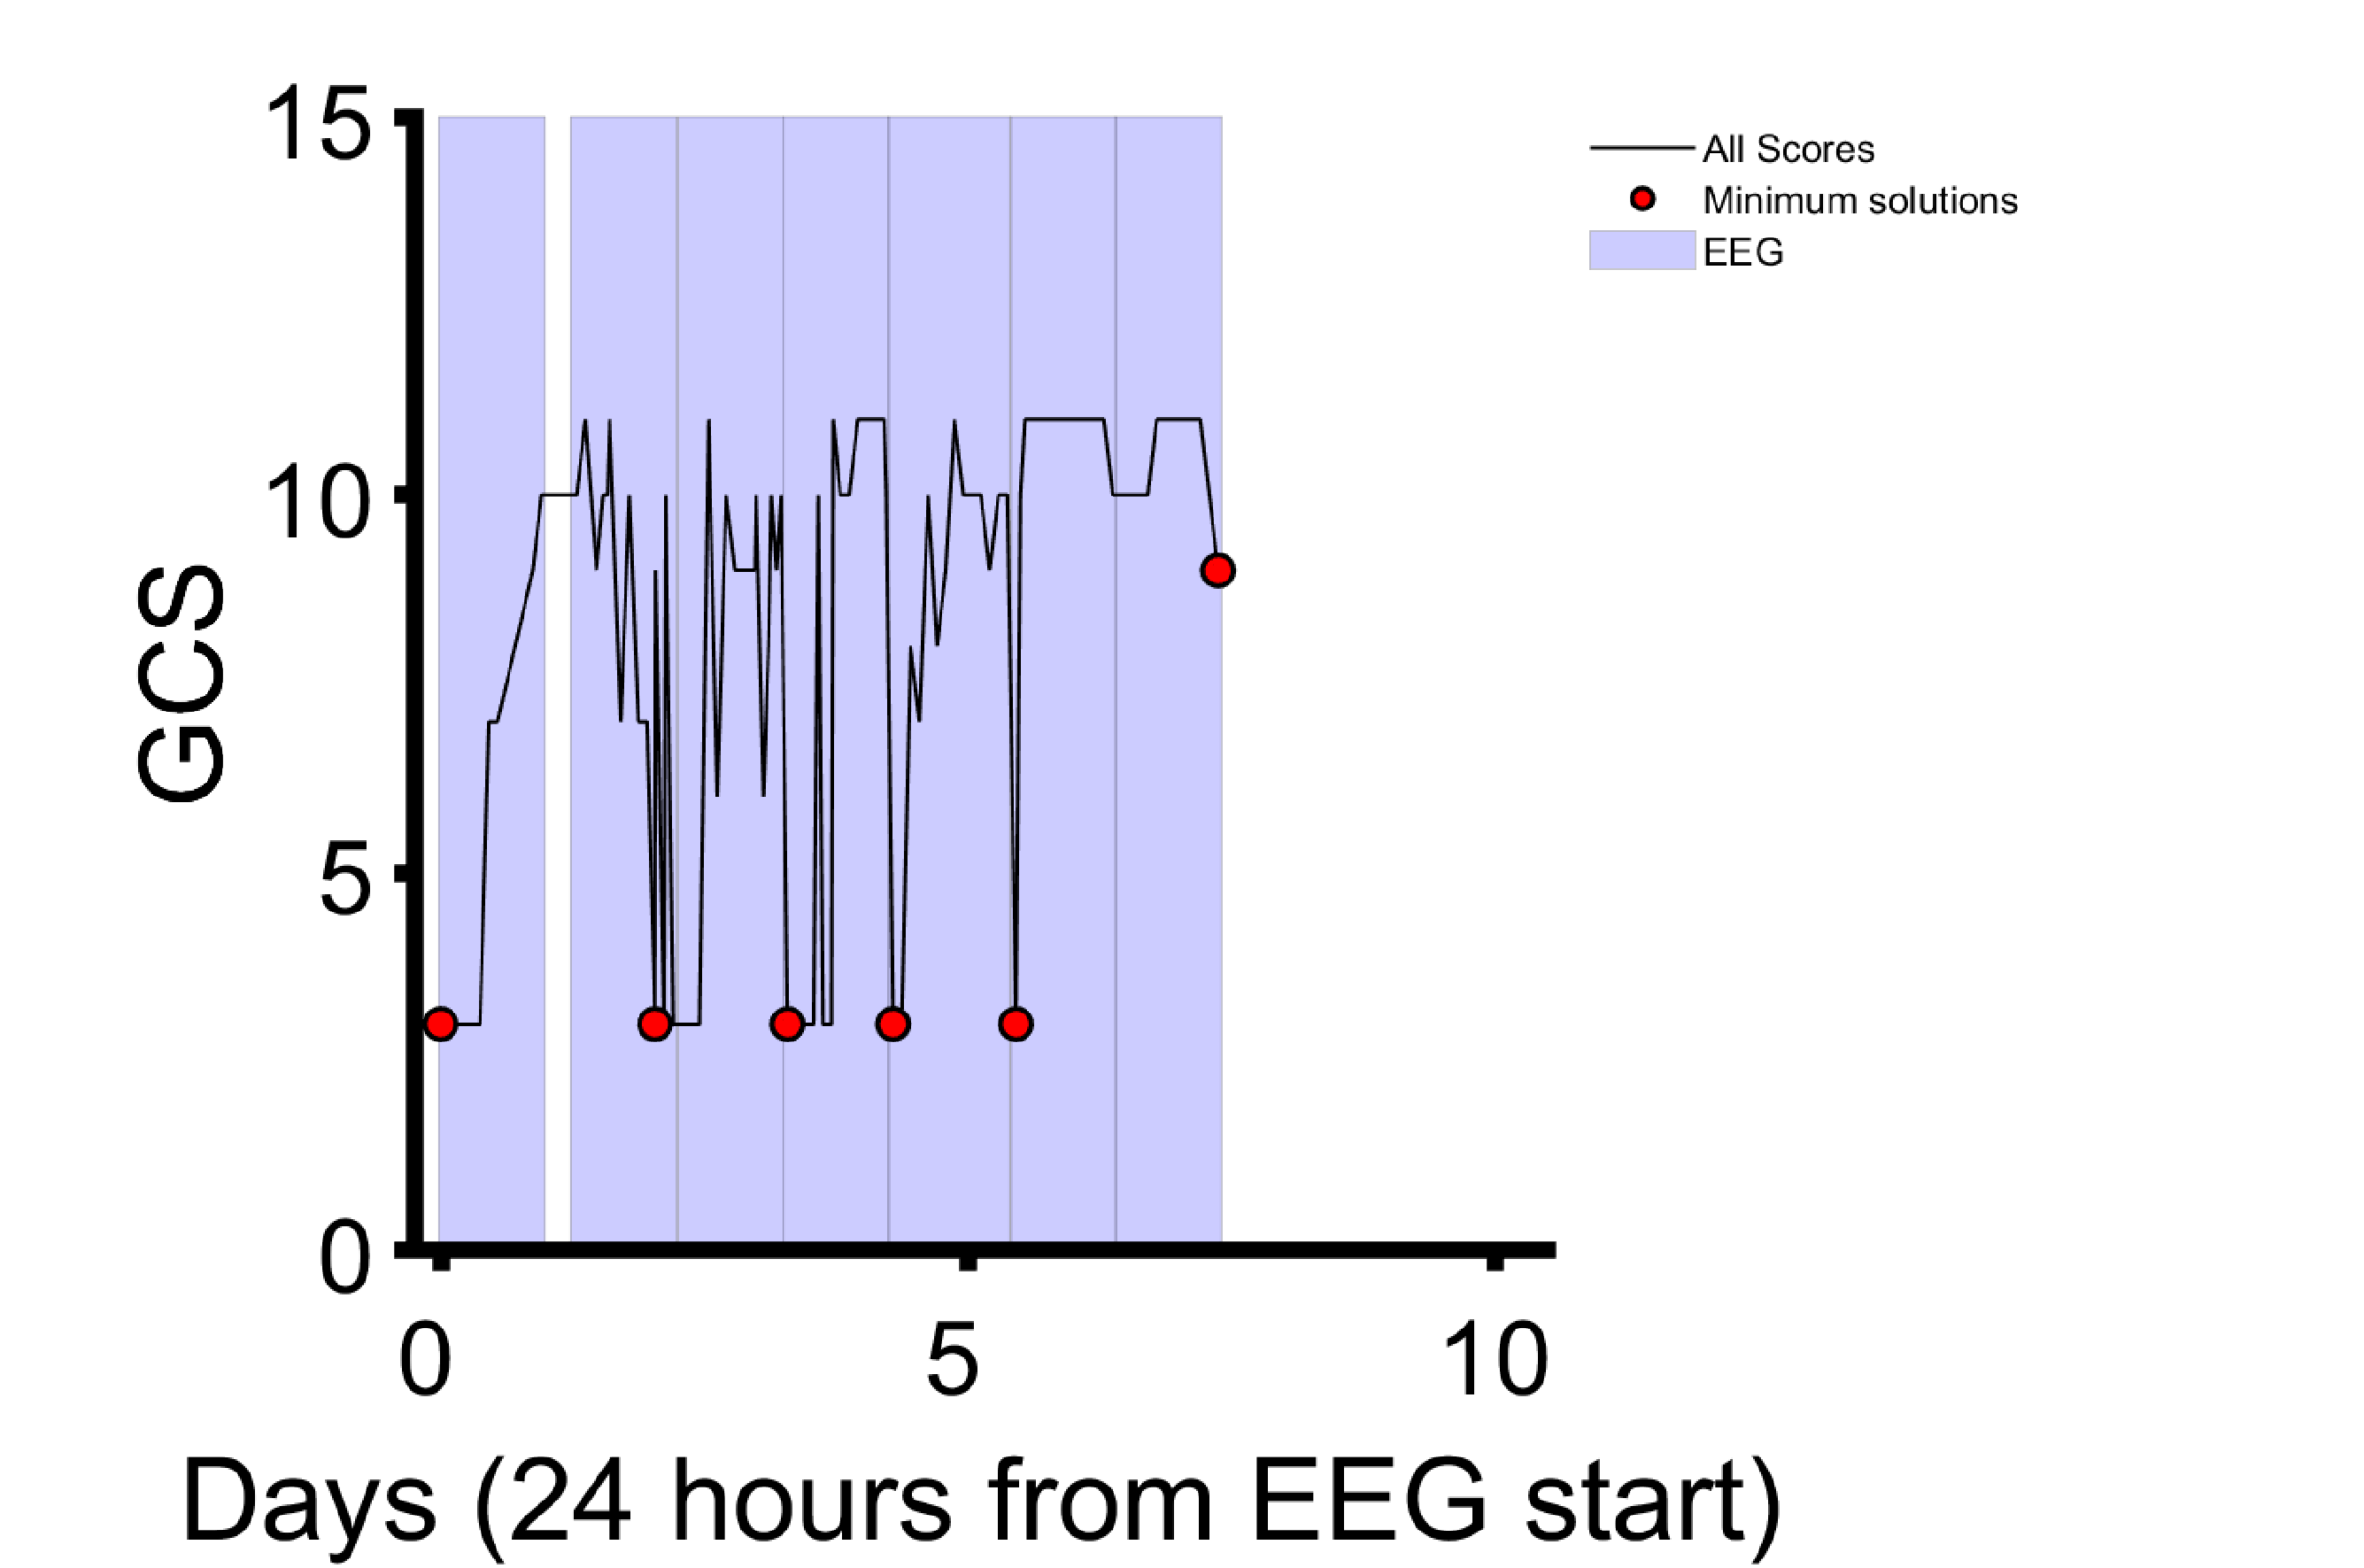 15
10
5
0
GCS
0 5 10
Days (24 hours from EEG start)
All Scores
Minimum solutions
EEG